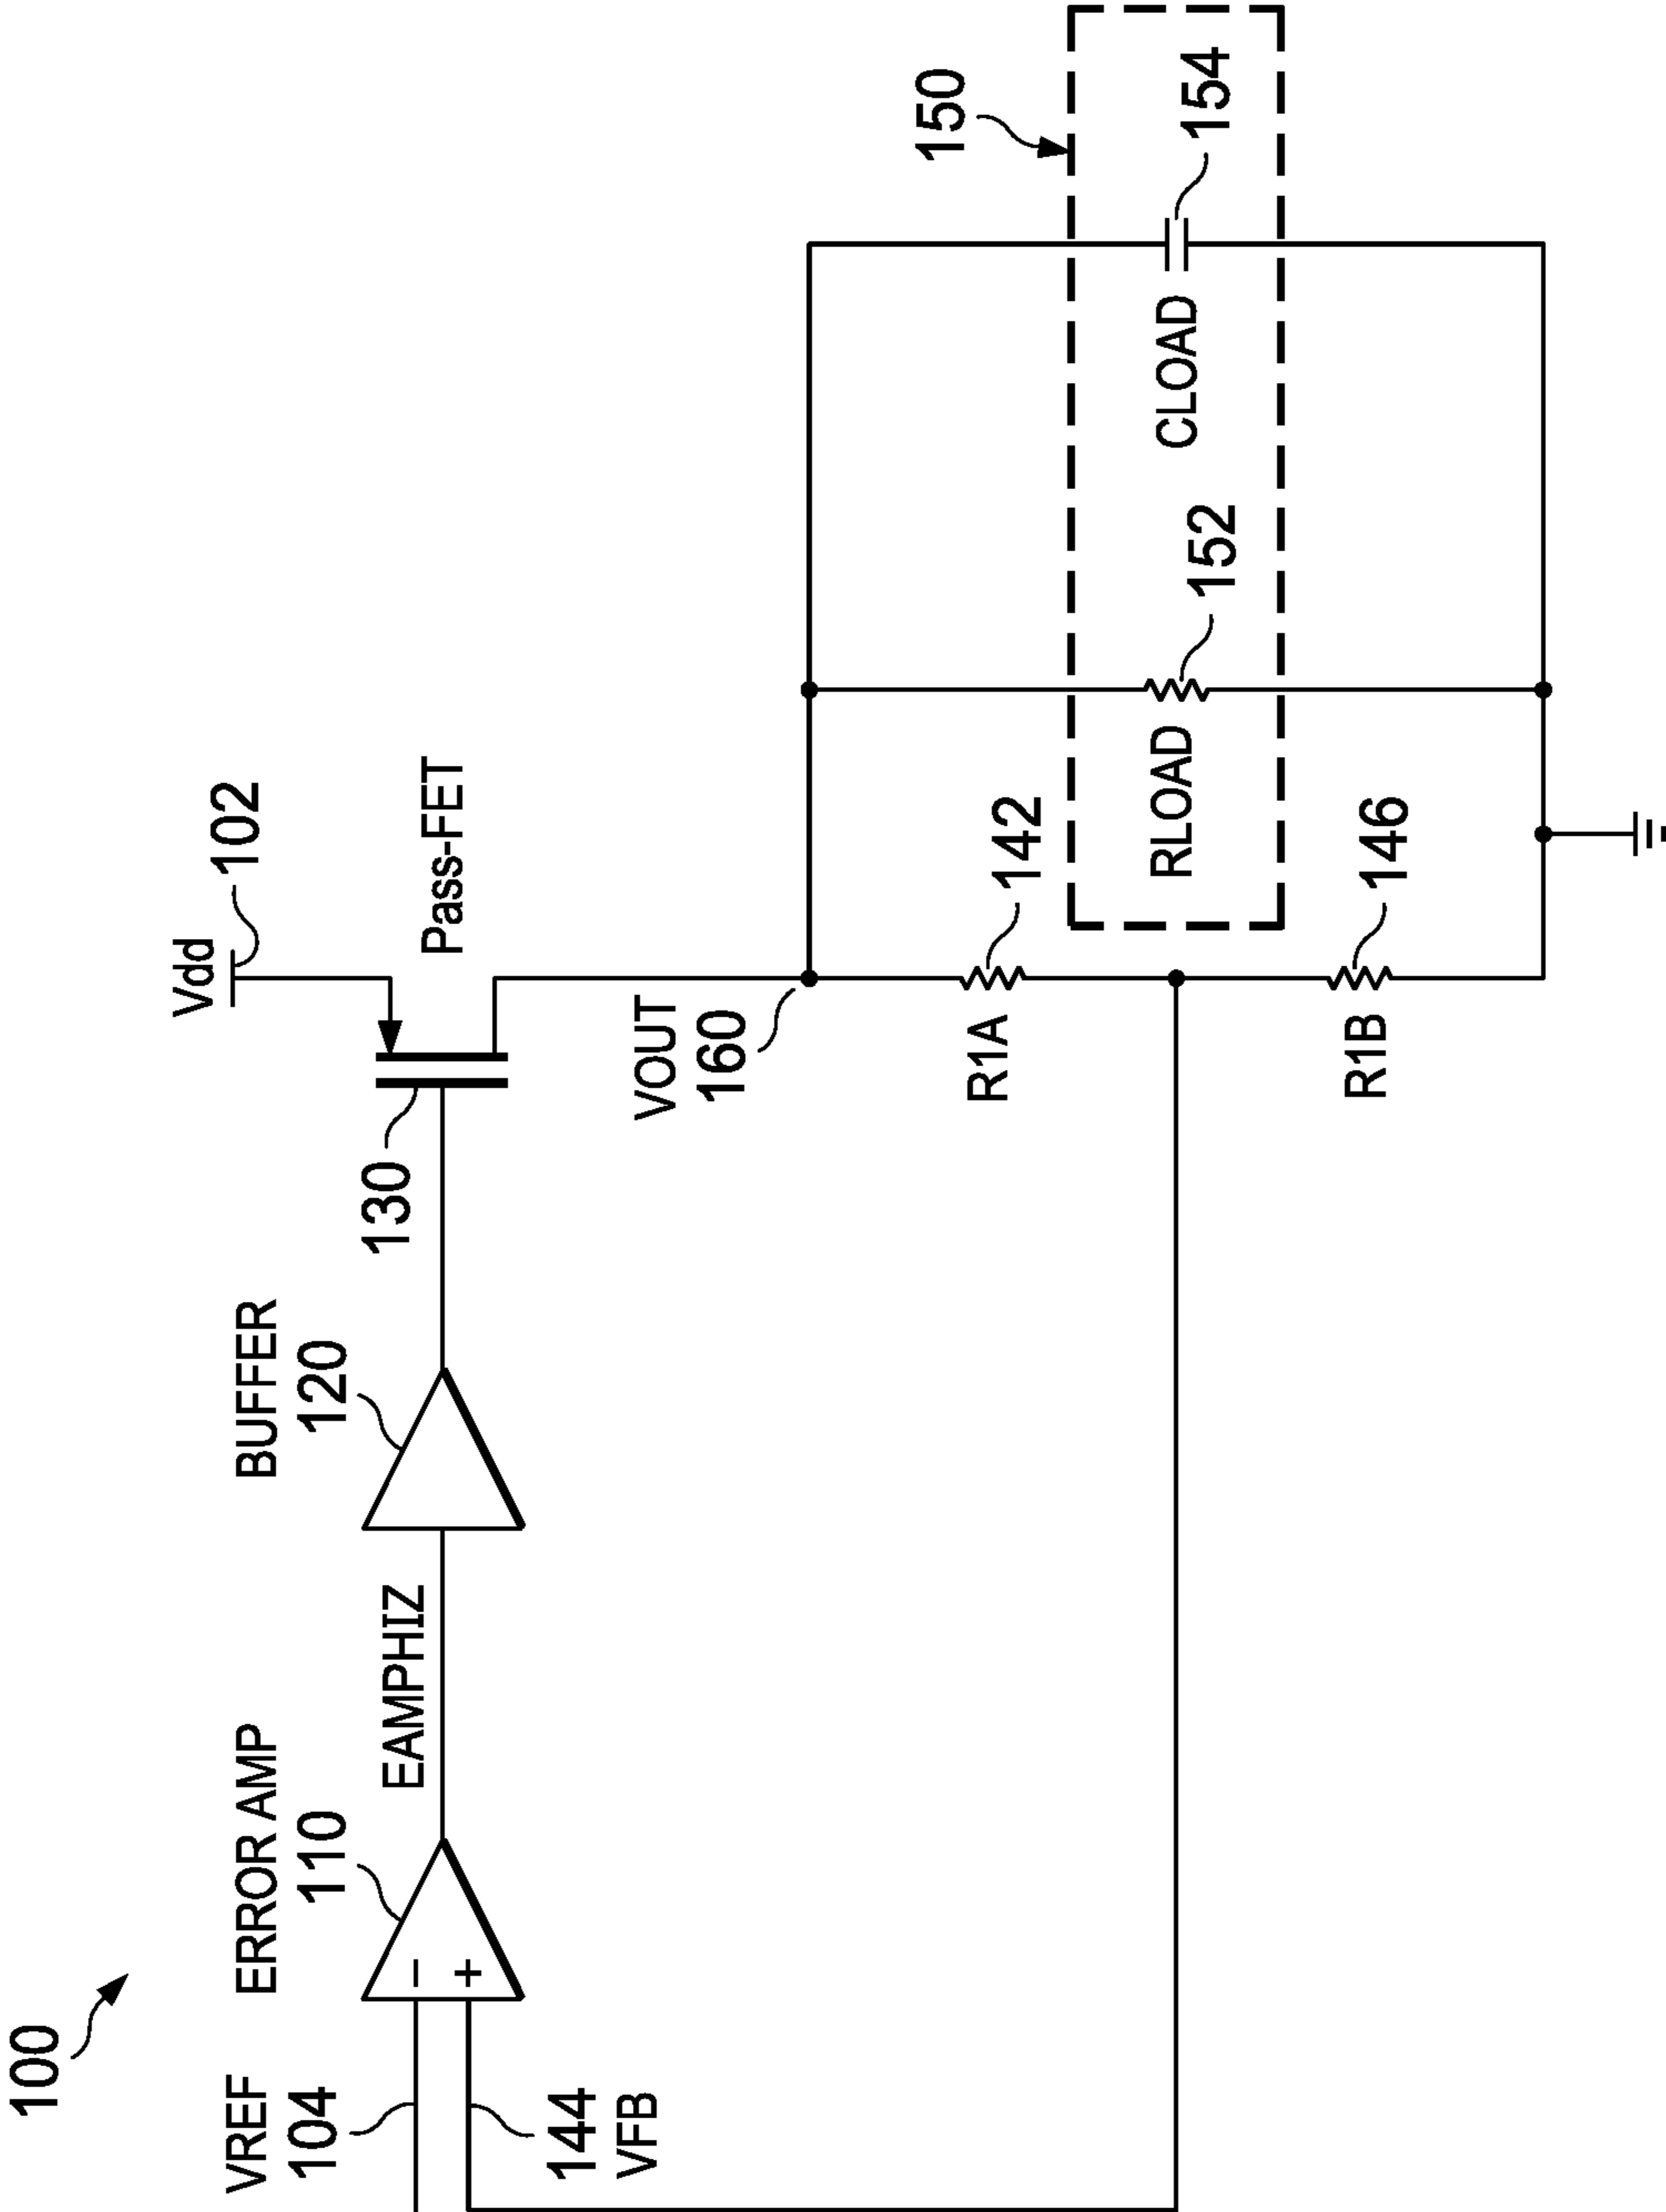 100
VREF
104
144
VFB
ERROR AMP
110
−
+
EAMPHIZ
BUFFER
120
130
Vdd
102
Pass-FET
VOUT
160
R1A
142
R1B
146
150
RLOAD
152
CLOAD
154